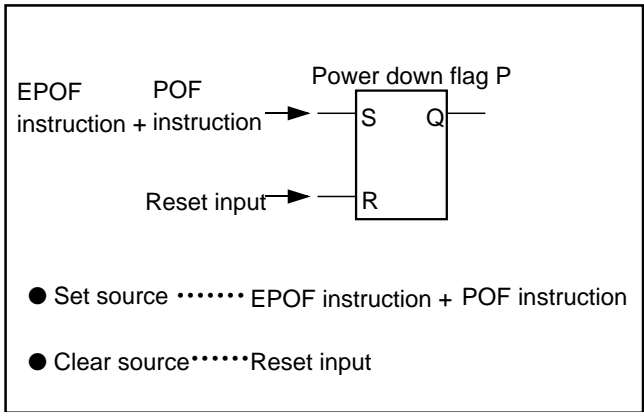 Power down flag P
EPOF instruction + POF instruction
S Q
Reset input R
● Set source ······· EPOF instruction + POF instruction
● Clear source ······ Reset input